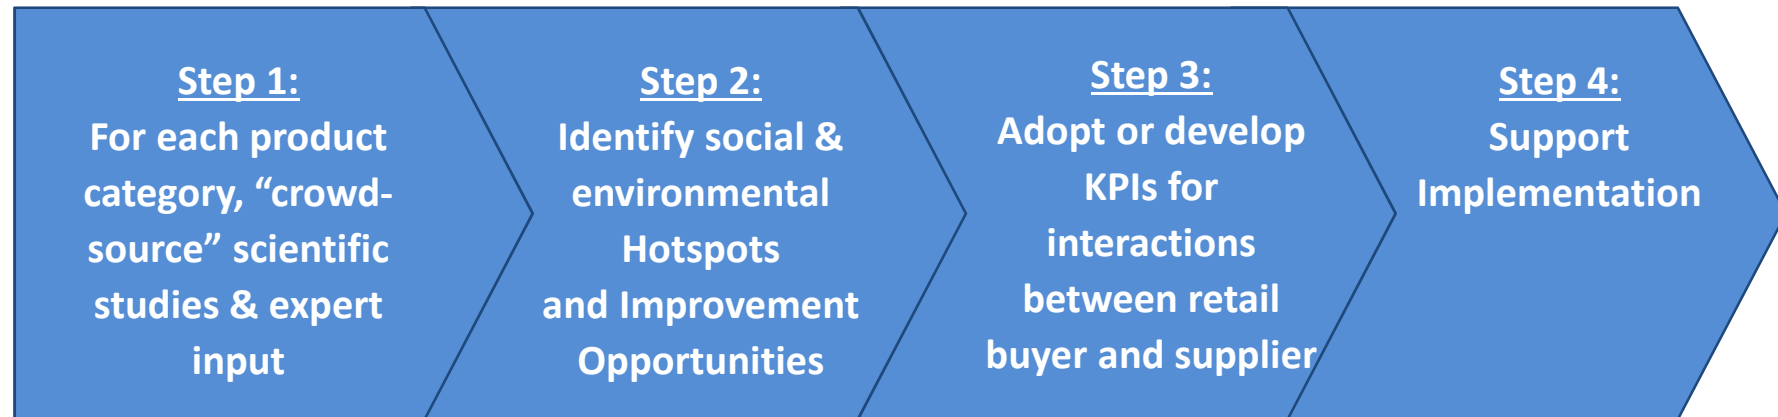 Step 1:
For each product
category, “crowd-
source” scientific
studies & expert
input
Step 2:
Identify social &
environmental
Hotspots
and Improvement
Opportunities
Step 3:
Adopt or develop
KPIs for
interactions
between retail
buyer and supplier
Step 4:
Support
Implementation